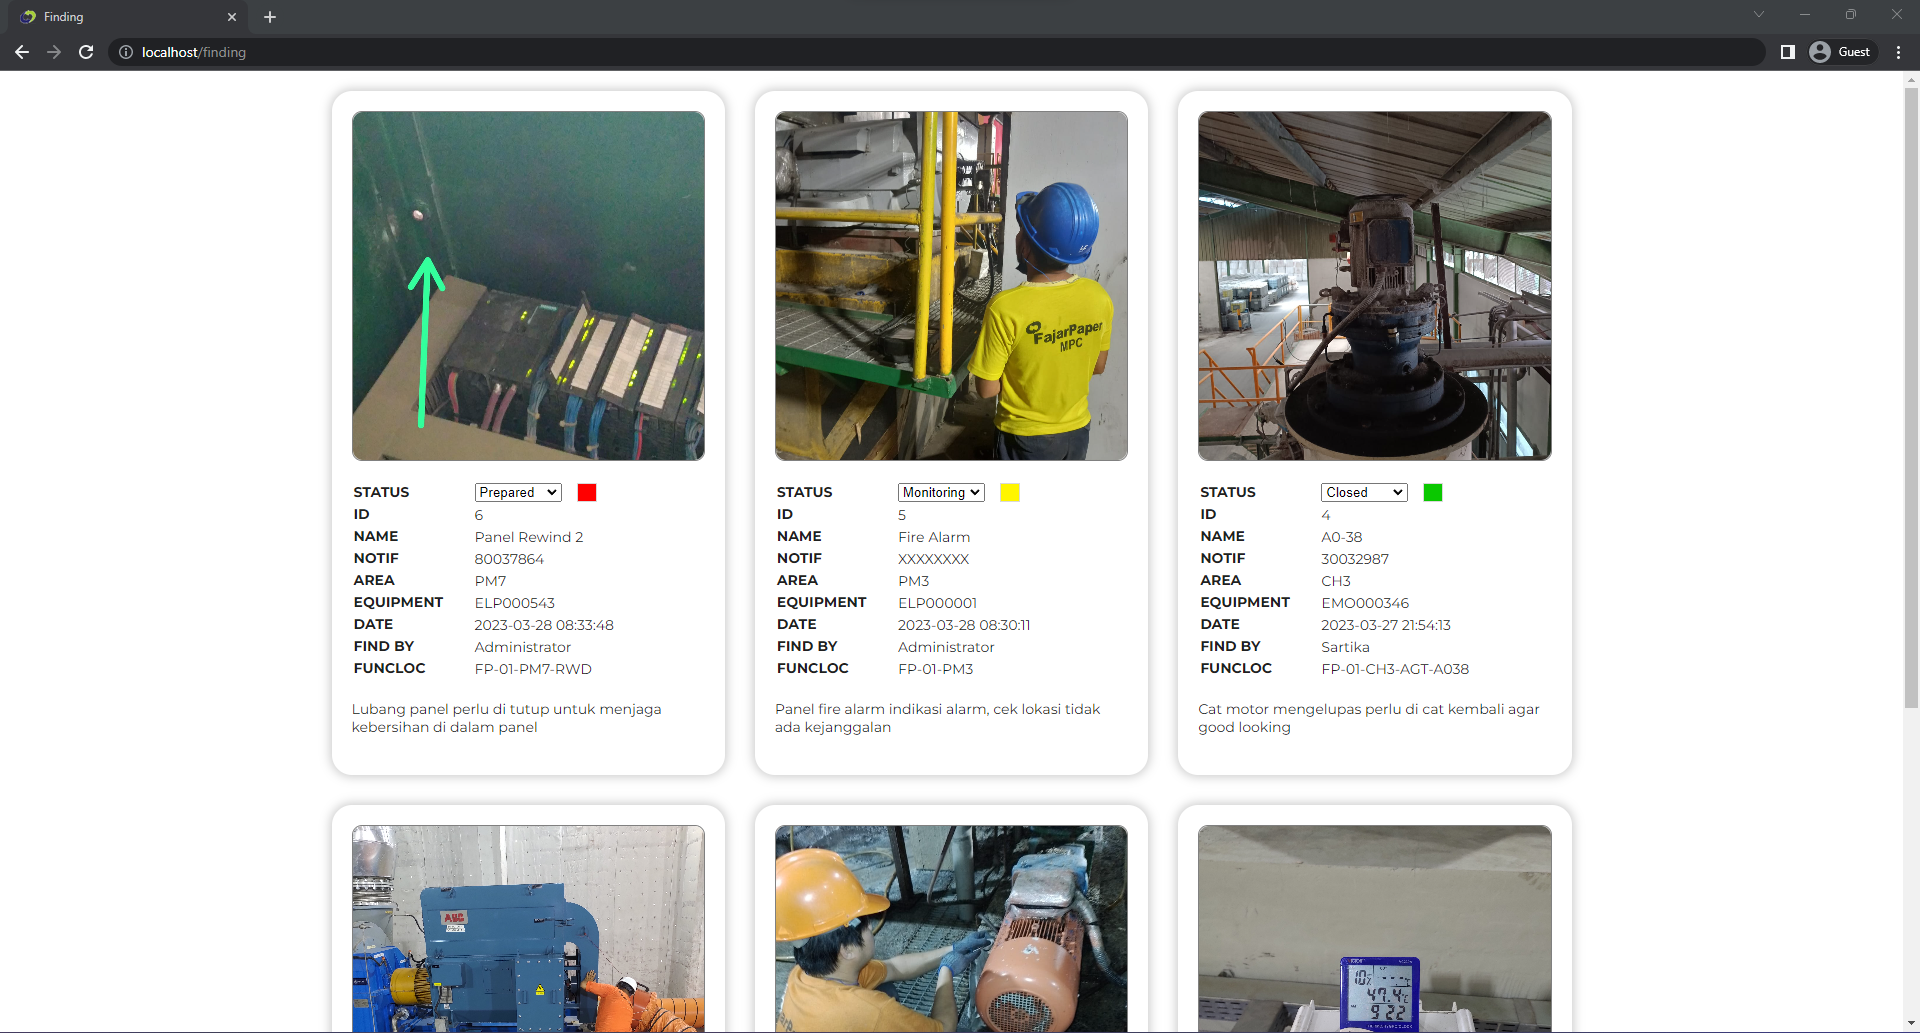 Finding
localhost/finding
Guest
FajarPaper
MPC
STATUS Prepared
ID 6
NAME Panel Rewind 2
NOTIF 80037864
AREA PM7
EQUIPMENT ELP000543
DATE 2023-03-28 08:33:48
FIND BY Administrator
FUNCLOC FP-01-PM7-RWD
Lubang panel perlu di tutup untuk menjaga
kebersihan di dalam panel
STATUS Monitoring
ID 5
NAME Fire Alarm
NOTIF XXXXXXXX
AREA PM3
EQUIPMENT ELP000001
DATE 2023-03-28 08:30:11
FIND BY Administrator
FUNCLOC FP-01-PM3
Panel fire alarm indikasi alarm, cek lokasi tidak
ada kejanggalan
STATUS Closed
ID 4
NAME A0-38
NOTIF 30032987
AREA CH3
EQUIPMENT EMO000346
DATE 2023-03-27 21:54:13
FIND BY Sartika
FUNCLOC FP-01-CH3-AGT-A038
Cat motor mengelupas perlu di cat kembali agar
good looking
ABC
10%
47.4°C
9:22